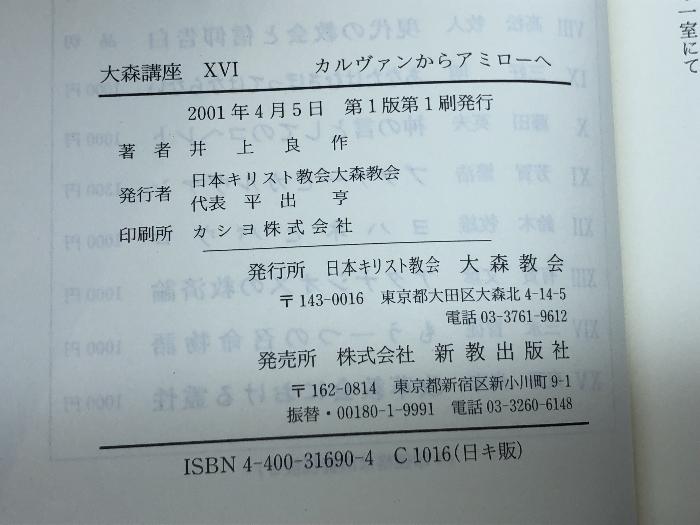 一室にて
大森講座 XVI カルヴァンからアミローへ
2001年4月5日 第1版第1刷発行
著者 井上良作
発行者 日本キリスト教会大森教会
代表 平出亨
印刷所 カシヨ株式会社
発行所 日本キリスト教会 大森教会
〒143-0016 東京都大田区大森北4-14-5
電話 03-3761-9612
発売所 株式会社 新教出版社
〒162-0814 東京都新宿区新小川町9-1
振替・00180-1-9991 電話 03-3260-6148
ISBN 4-400-31690-4 C 1016(日キ販)